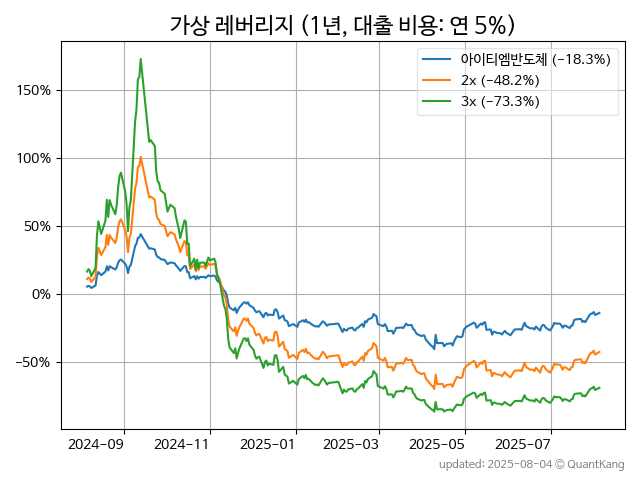 가상 레버리지 (1년, 대출 비용: 연 5%)
아이티엠반도체 (−18.3%)
2x (−48.2%)
3x (−73.3%)
150%
100%
50%
0%
−50%
2024-09 2024-11 2025-01 2025-03 2025-05 2025-07
updated: 2025-08-04 © QuantKang